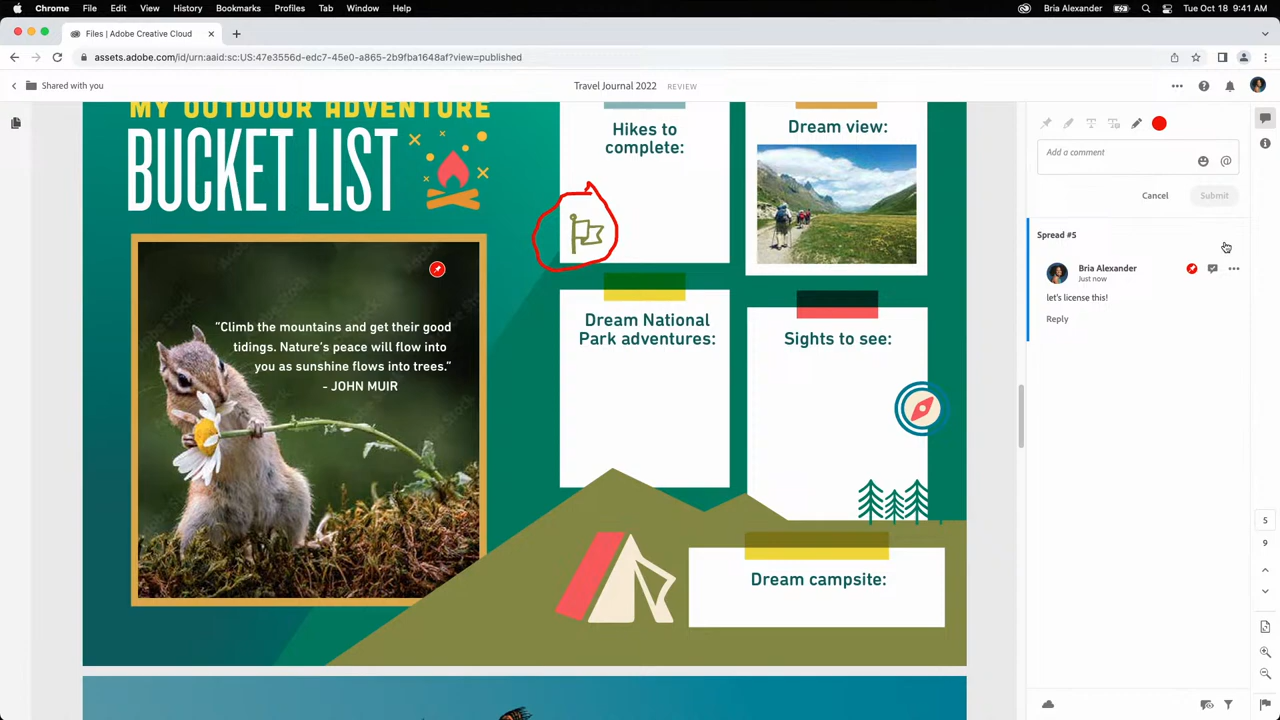 Chrome File Edit View History Bookmarks Profiles Tab Window Help Bria Alexander Tue Oct 18 9:41 AM
Files | Adobe Creative Cloud
assets.adobe.com/id/urn:aaid:sc:US:47e3556d-edc7-45e0-a865-2b9fba1648af?view=published
Shared with you Travel Journal 2022 REVIEW
MY OUTDOOR ADVENTURE
BUCKET LIST
"Climb the mountains and get their good
tidings. Nature's peace will flow into
you as sunshine flows into trees."
- JOHN MUIR
Hikes to
complete:
Dream view:
Dream National
Park adventures:
Sights to see:
Dream campsite:
Add a comment
Cancel Submit
Spread #5
Bria Alexander
Just now
let's license this!
Reply
5
9